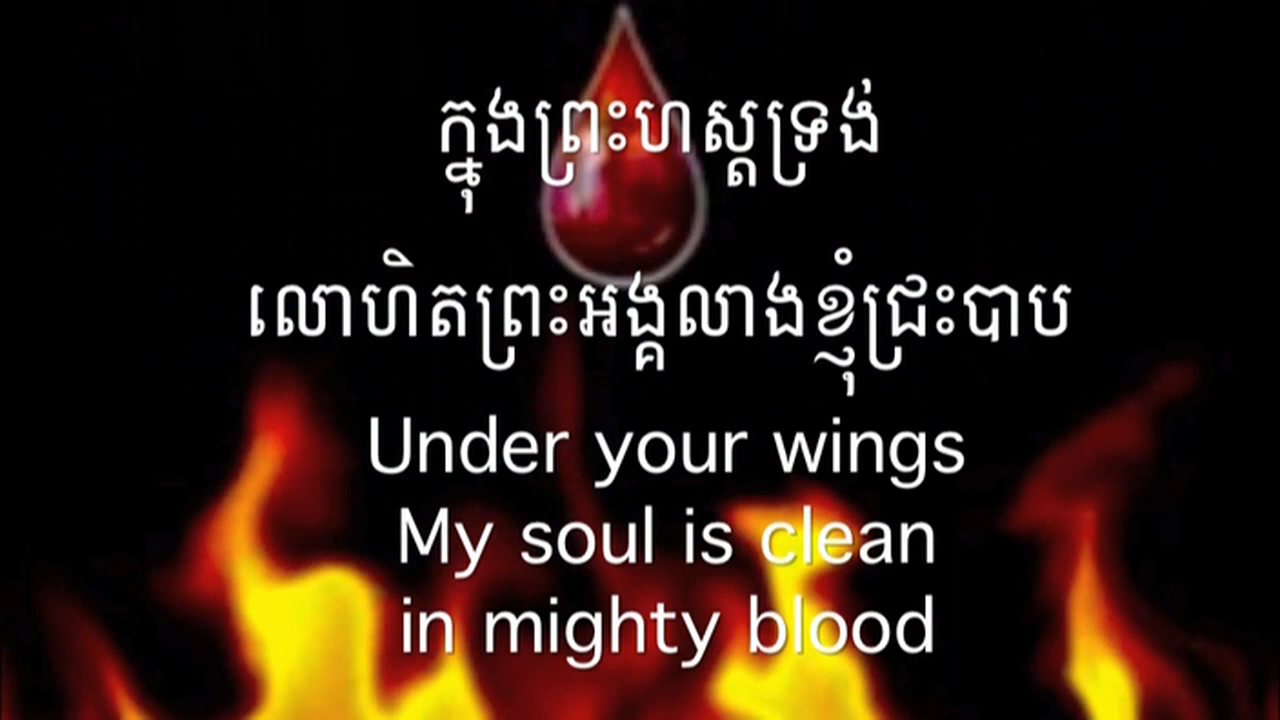 ក្នុងព្រះហស្តទ្រង់
លោហិតព្រះអង្គលាងខ្ញុំជ្រះបាប
Under your wings
My soul is clean
in mighty blood